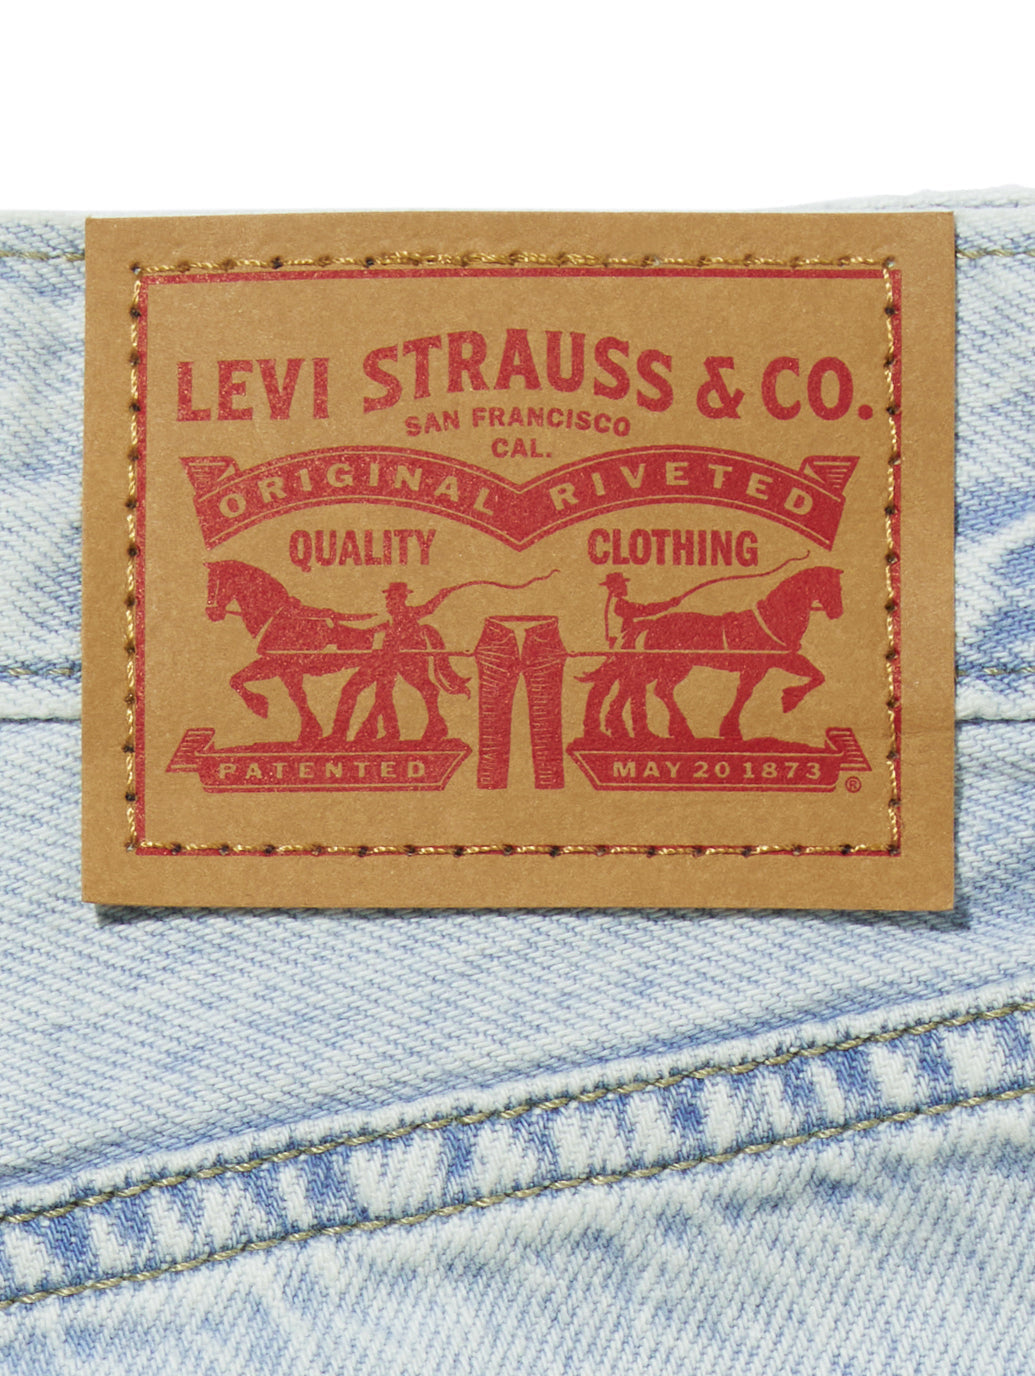 LEVI STRAUSS & CO.
SAN FRANCISCO
CAL.
ORIGINAL RIVETED
QUALITY CLOTHING
PATENTED MAY 20 1873 ®